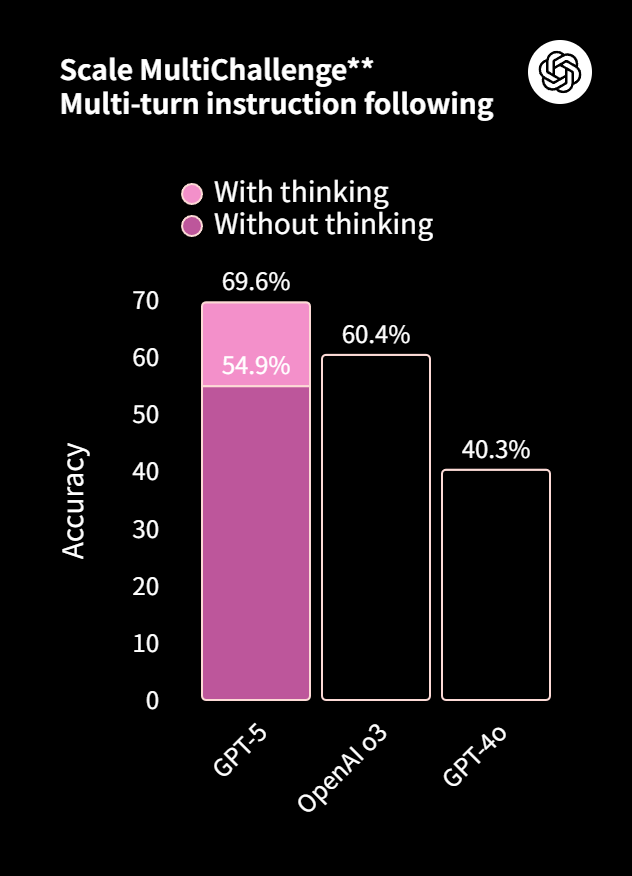 Scale MultiChallenge**
Multi-turn instruction following
With thinking
Without thinking
69.6%
54.9%
60.4%
40.3%
70
60
50
40
30
20
10
0
Accuracy
GPT-5
OpenAI o3
GPT-4o